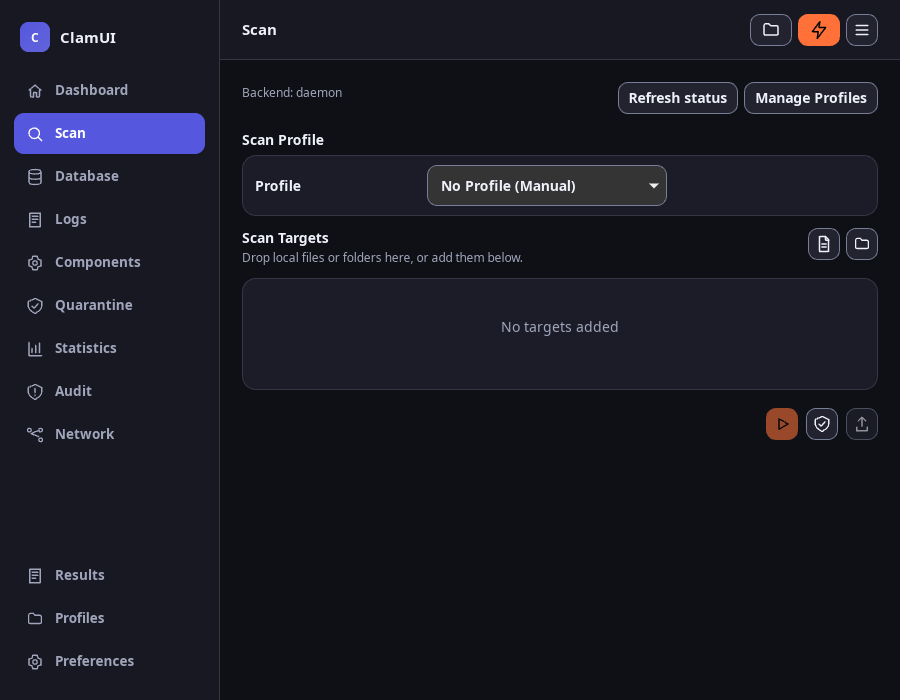 C ClamUI
Dashboard
Scan
Database
Logs
Components
Quarantine
Statistics
Audit
Network
Results
Profiles
Preferences
Scan
Backend: daemon
Refresh status
Manage Profiles
Scan Profile
Profile
No Profile (Manual)
Scan Targets
Drop local files or folders here, or add them below.
No targets added